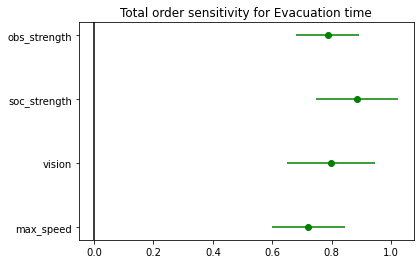 Total order sensitivity for Evacuation time
obs_strength
soc_strength
vision
max_speed
0.0 0.2 0.4 0.6 0.8 1.0